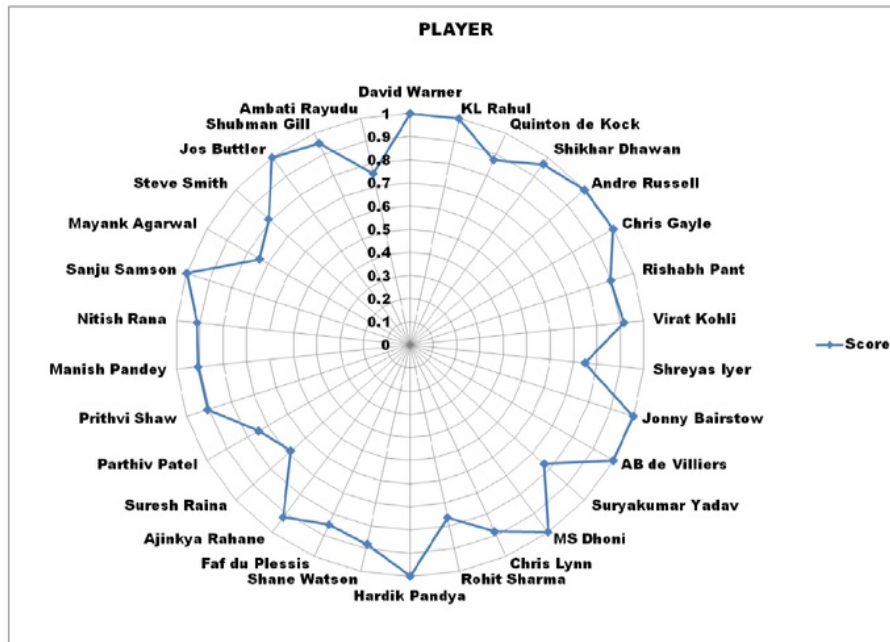 PLAYER
David Warner
KL Rahul
Quinton de Kock
Shikhar Dhawan
Andre Russell
Chris Gayle
Rishabh Pant
Virat Kohli
Shreyas Iyer
Jonny Bairstow
AB de Villiers
Suryakumar Yadav
MS Dhoni
Chris Lynn
Rohit Sharma
Hardik Pandya
Shane Watson
Faf du Plessis
Ajinkya Rahane
Suresh Raina
Parthiv Patel
Prithvi Shaw
Manish Pandey
Nitish Rana
Sanju Samson
Mayank Agarwal
Steve Smith
Jos Buttler
Shubman Gill
Ambati Rayudu
1
0.9
0.8
0.7
0.6
0.5
0.4
0.3
0.2
0.1
0
Score